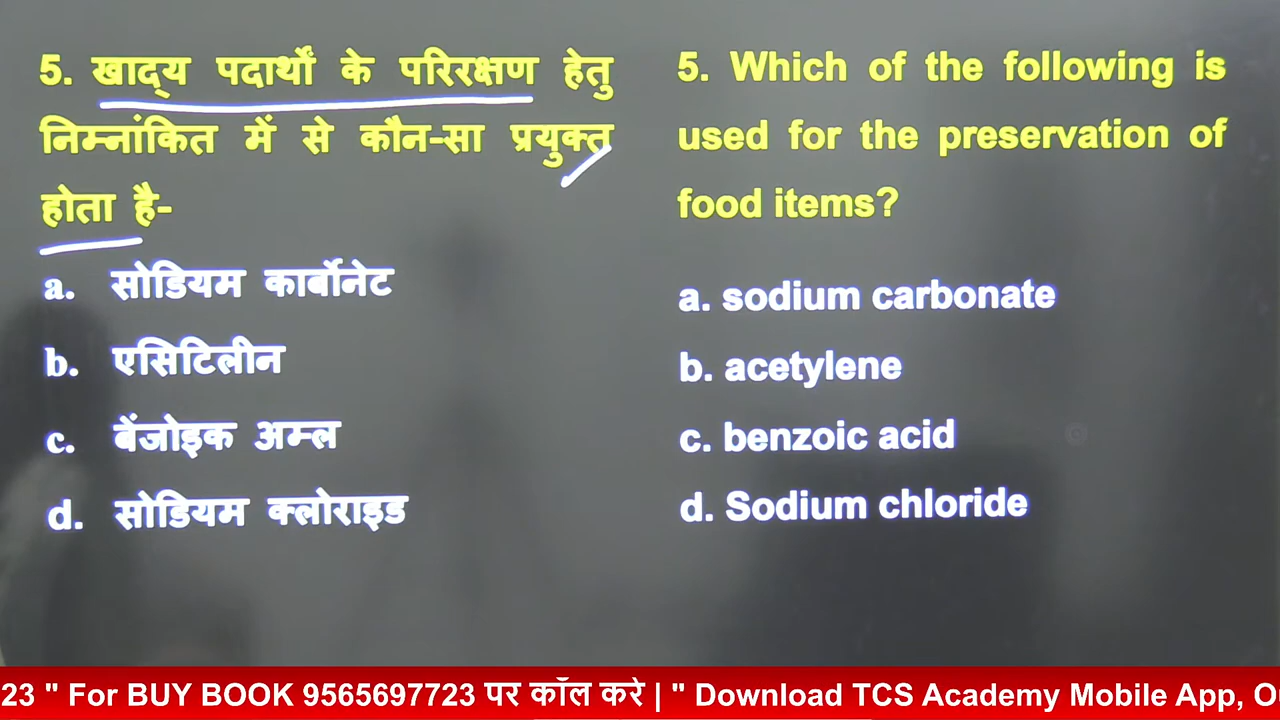 5. खाद्य पदार्थों के परिरक्षण हेतु
निम्नांकित में से कौन-सा प्रयुक्त
होता है-
a. सोडियम कार्बोनेट
b. एसिटिलीन
c. बेंजोइक अम्ल
d. सोडियम क्लोराइड
5. Which of the following is
used for the preservation of
food items?
a. sodium carbonate
b. acetylene
c. benzoic acid
d. Sodium chloride
23 " For BUY BOOK 9565697723 पर कॉल करे | " Download TCS Academy Mobile App, O